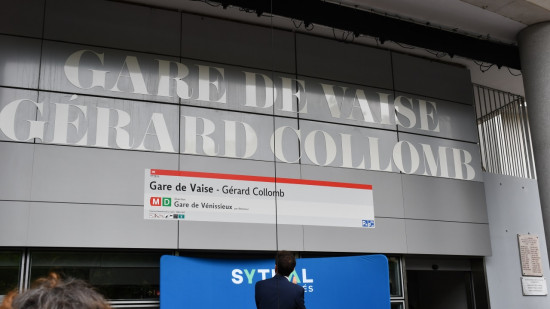 GARE DE VAISE
GÉRARD COLLOMB
Gare de Vaise - Gérard Collomb
M D Gare de Vénissieux
SYTRAL